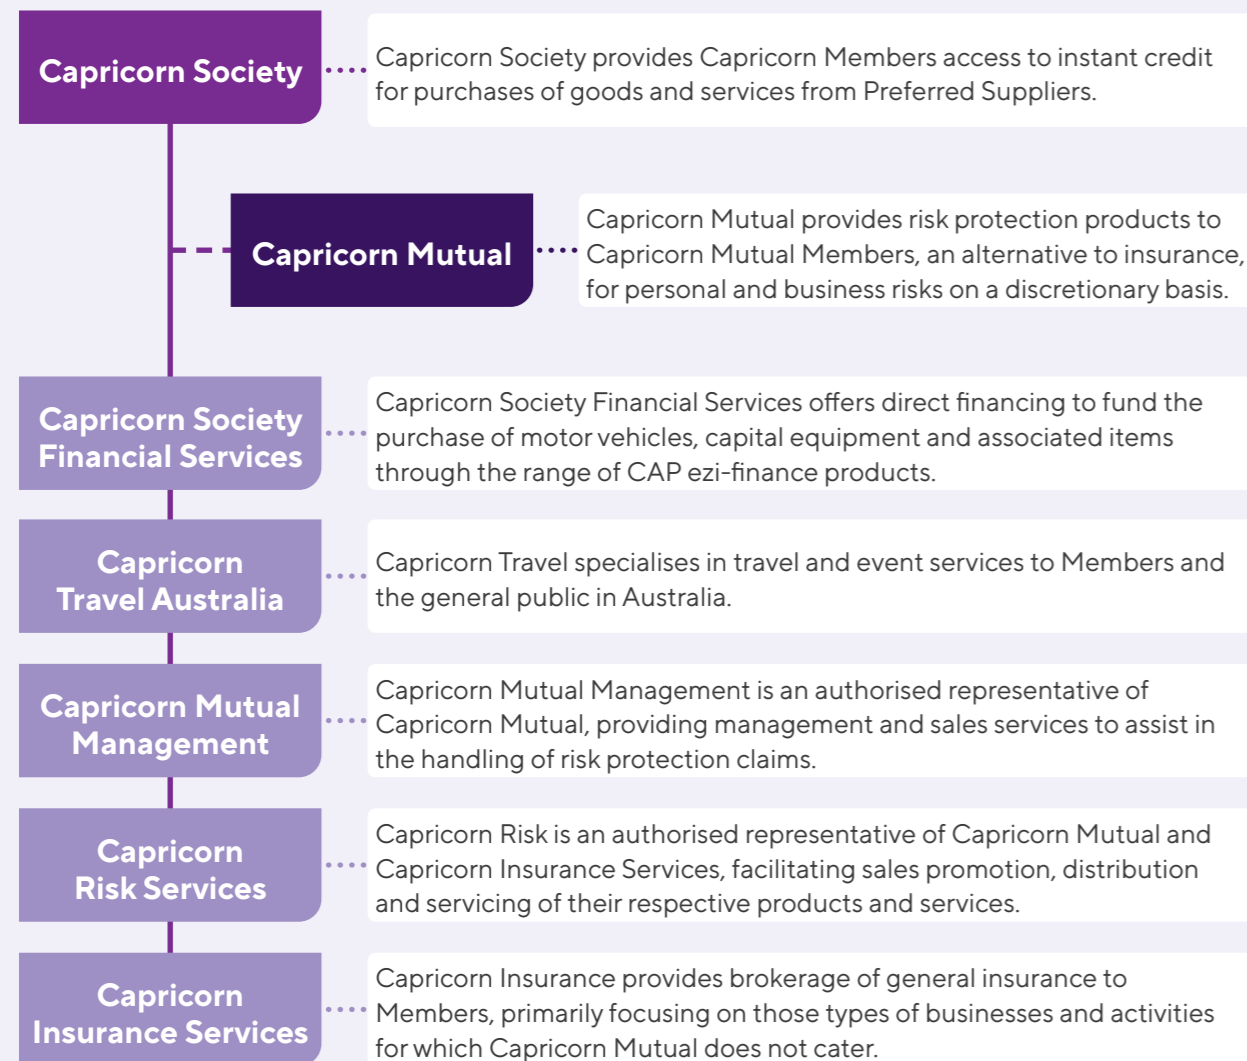 Capricorn Society
Capricorn Society provides Capricorn Members access to instant credit
for purchases of goods and services from Preferred Suppliers.
Capricorn Mutual
Capricorn Mutual provides risk protection products to
Capricorn Mutual Members, an alternative to insurance,
for personal and business risks on a discretionary basis.
Capricorn Society
Financial Services
Capricorn Society Financial Services offers direct financing to fund the
purchase of motor vehicles, capital equipment and associated items
through the range of CAP ezi-finance products.
Capricorn
Travel Australia
Capricorn Travel specialises in travel and event services to Members and
the general public in Australia.
Capricorn Mutual
Management
Capricorn Mutual Management is an authorised representative of
Capricorn Mutual, providing management and sales services to assist in
the handling of risk protection claims.
Capricorn
Risk Services
Capricorn Risk is an authorised representative of Capricorn Mutual and
Capricorn Insurance Services, facilitating sales promotion, distribution
and servicing of their respective products and services.
Capricorn
Insurance Services
Capricorn Insurance provides brokerage of general insurance to
Members, primarily focusing on those types of businesses and activities
for which Capricorn Mutual does not cater.